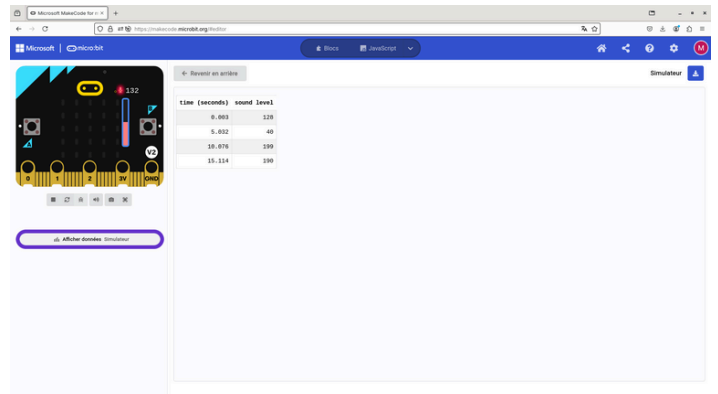 Microsoft MakeCode for
https://makecode.microbit.org/#editor
Microsoft | micro:bit
Blocs
JavaScript
M
132
Revenir en arrière
Simulateur
time (seconds) sound level
0.003 128
5.032 40
10.076 199
15.114 190
B
A
V2
0 1 2 3V GND
Afficher données Simulateur